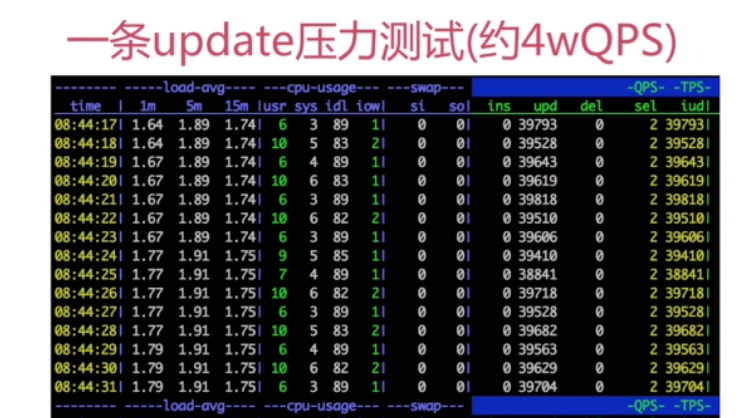 一条update压力测试(约4wQPS)
-------- -----load-avg---- ---cpu-usage--- ---swap--- -QPS- -TPS-
time | 1m 5m 15m |usr sys idl iow| si so| ins upd del sel iud|
08:44:17| 1.64 1.89 1.74| 6 3 89 1| 0 0| 0 39793 0 2 39793|
08:44:18| 1.64 1.89 1.74| 10 5 83 2| 0 0| 0 39528 0 2 39528|
08:44:19| 1.67 1.89 1.74| 6 4 89 1| 0 0| 0 39643 0 2 39643|
08:44:20| 1.67 1.89 1.74| 10 6 83 1| 0 0| 0 39619 0 2 39619|
08:44:21| 1.67 1.89 1.74| 6 3 89 1| 0 0| 0 39818 0 2 39818|
08:44:22| 1.67 1.89 1.74| 10 6 82 2| 0 0| 0 39510 0 2 39510|
08:44:23| 1.67 1.89 1.74| 6 3 89 1| 0 0| 0 39606 0 2 39606|
08:44:24| 1.77 1.91 1.75| 9 5 85 1| 0 0| 0 39410 0 2 39410|
08:44:25| 1.77 1.91 1.75| 7 4 89 1| 0 0| 0 38841 0 2 38841|
08:44:26| 1.77 1.91 1.75| 10 6 82 2| 0 0| 0 39718 0 2 39718|
08:44:27| 1.77 1.91 1.75| 6 3 89 1| 0 0| 0 39528 0 2 39528|
08:44:28| 1.77 1.91 1.75| 10 5 83 2| 0 0| 0 39682 0 2 39682|
08:44:29| 1.79 1.91 1.75| 6 4 89 1| 0 0| 0 39563 0 2 39563|
08:44:30| 1.79 1.91 1.75| 10 6 82 2| 0 0| 0 39629 0 2 39629|
08:44:31| 1.79 1.91 1.75| 6 3 89 1| 0 0| 0 39704 0 2 39704|
-------- -----load-avg---- ---cpu-usage--- ---swap--- -QPS- -TPS-